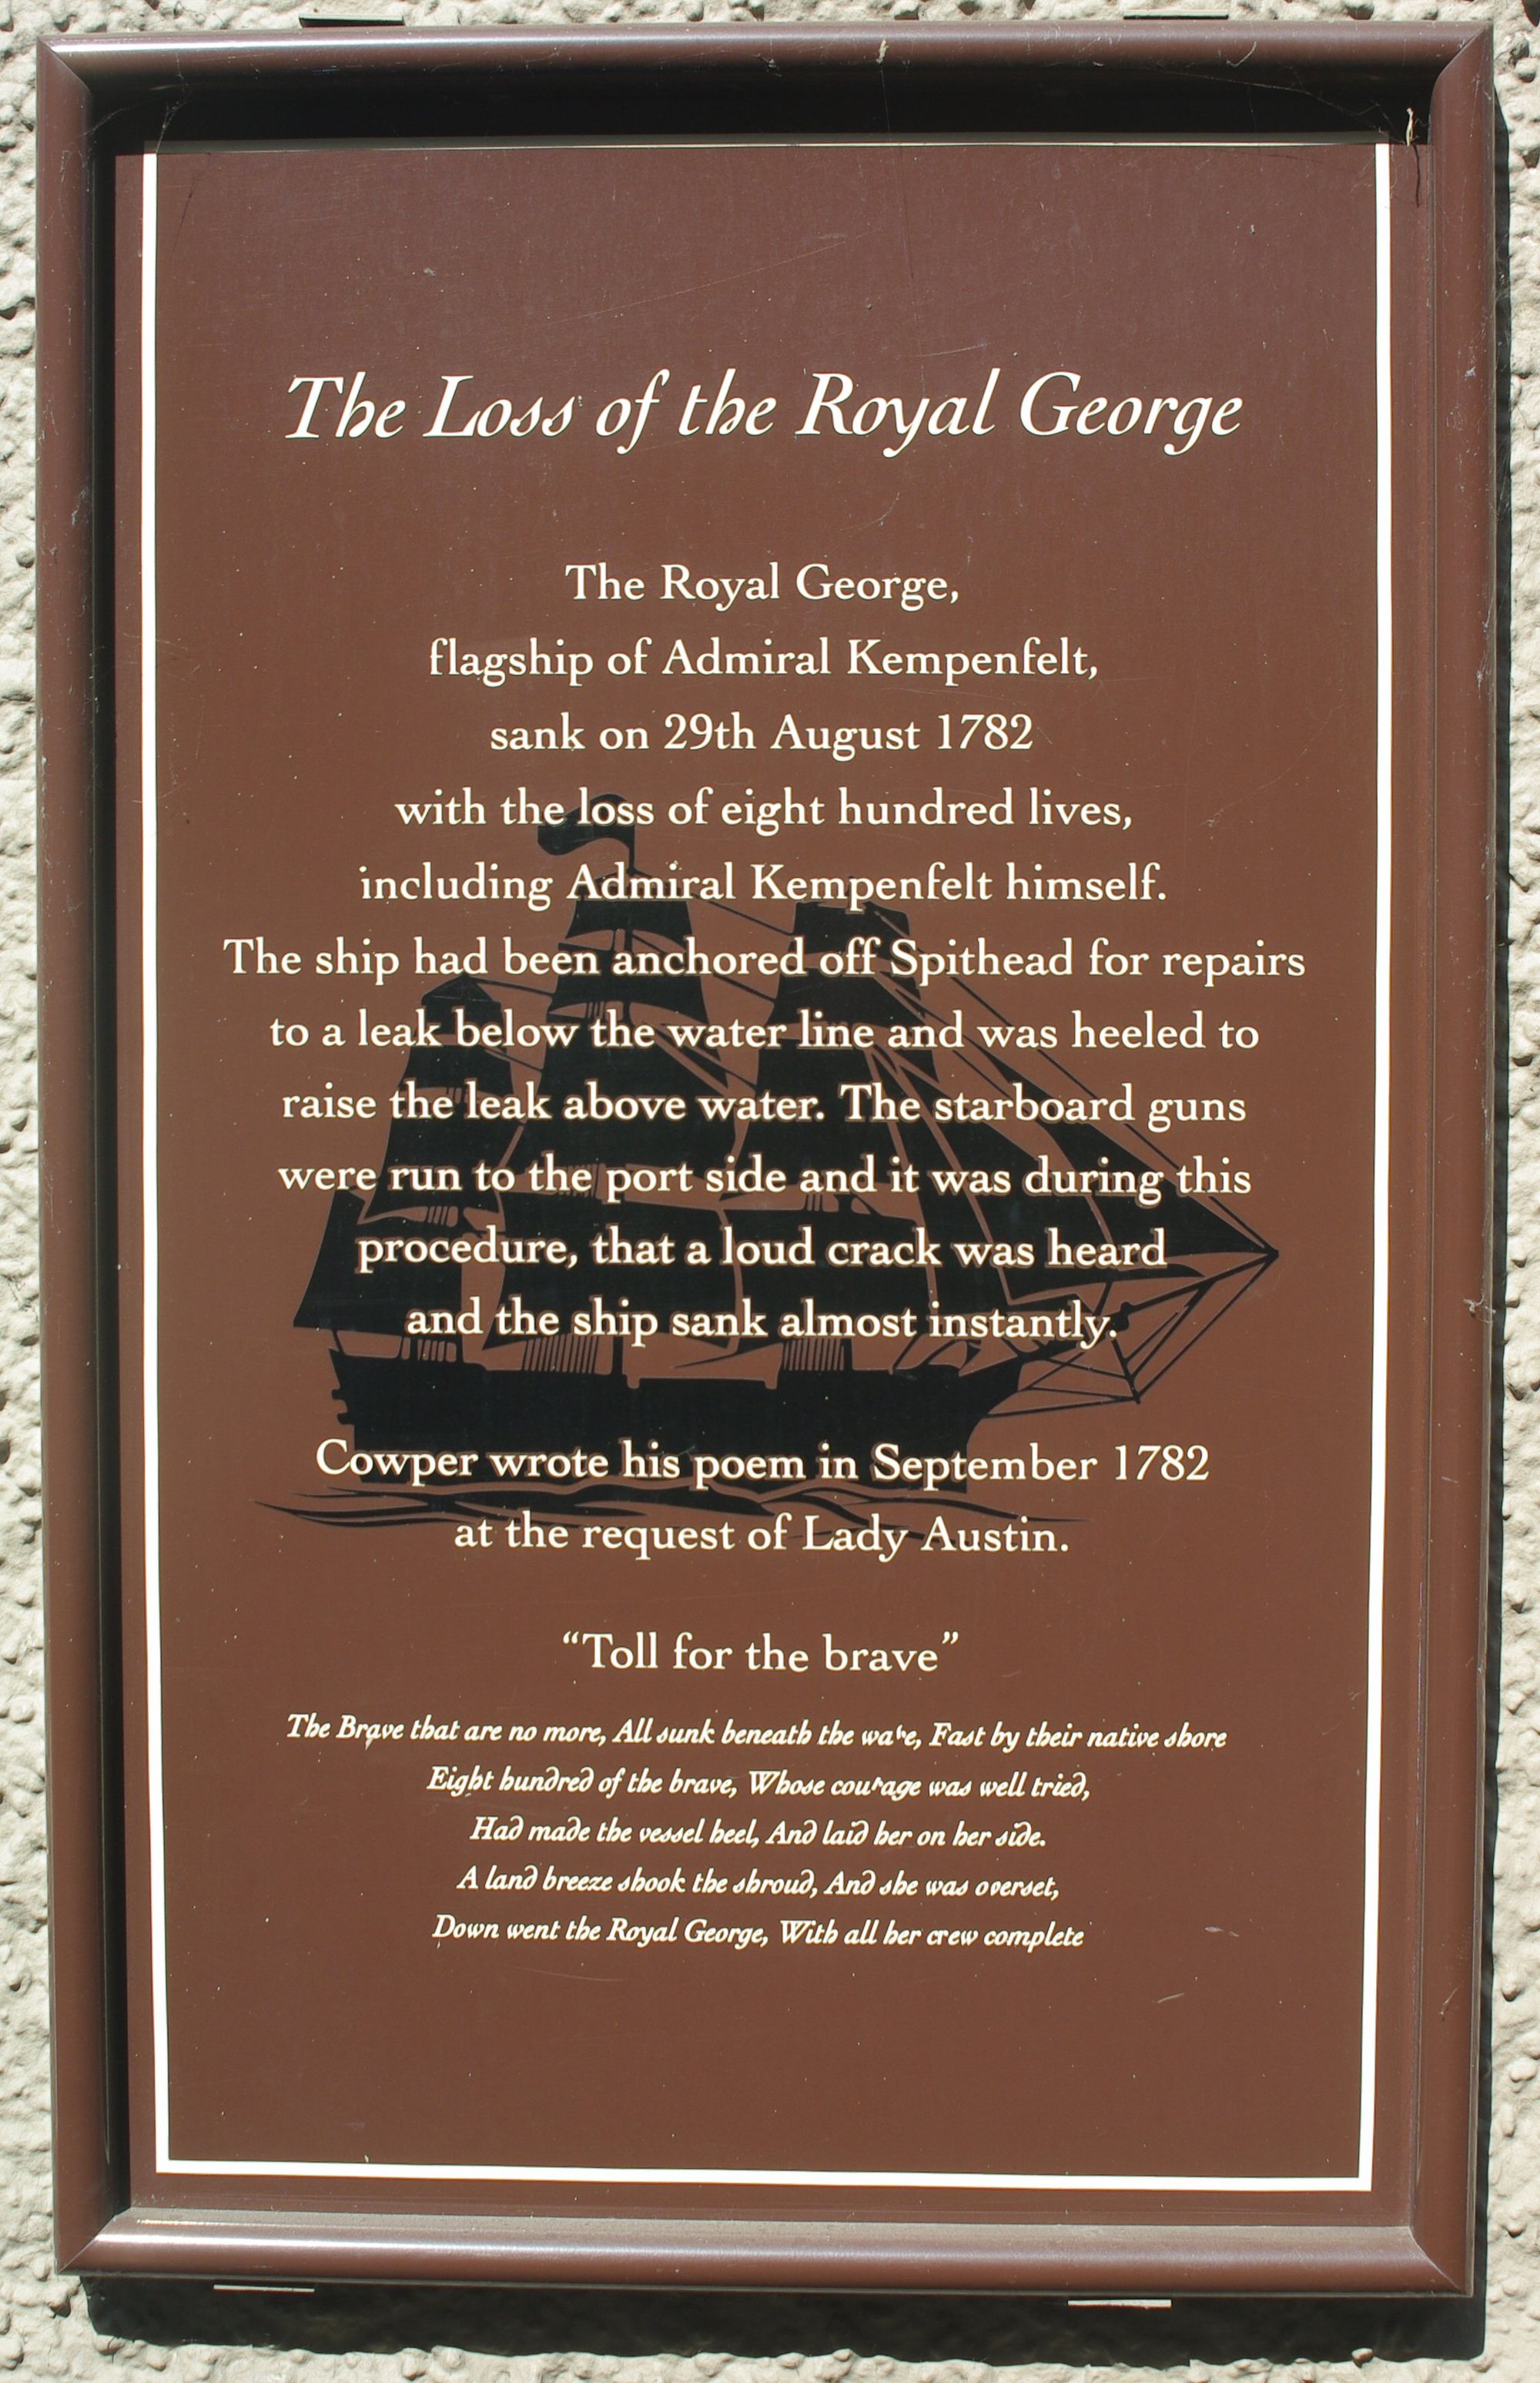 The Loss of the Royal George
The Royal George,
flagship of Admiral Kempenfelt,
sank on 29th August 1782
with the loss of eight hundred lives,
including Admiral Kempenfelt himself.
The ship had been anchored off Spithead for repairs
to a leak below the water line and was heeled to
raise the leak above water. The starboard guns
were run to the port side and it was during this
procedure, that a loud crack was heard
and the ship sank almost instantly.
Cowper wrote his poem in September 1782
at the request of Lady Austin.
“Toll for the brave”
The Brave that are no more, All sunk beneath the wave, Fast by their native shore
Eight hundred of the brave, Whose courage was well tried,
Had made the vessel heel, And laid her on her side.
A land breeze shook the shroud, And she was overset,
Down went the Royal George, With all her crew complete